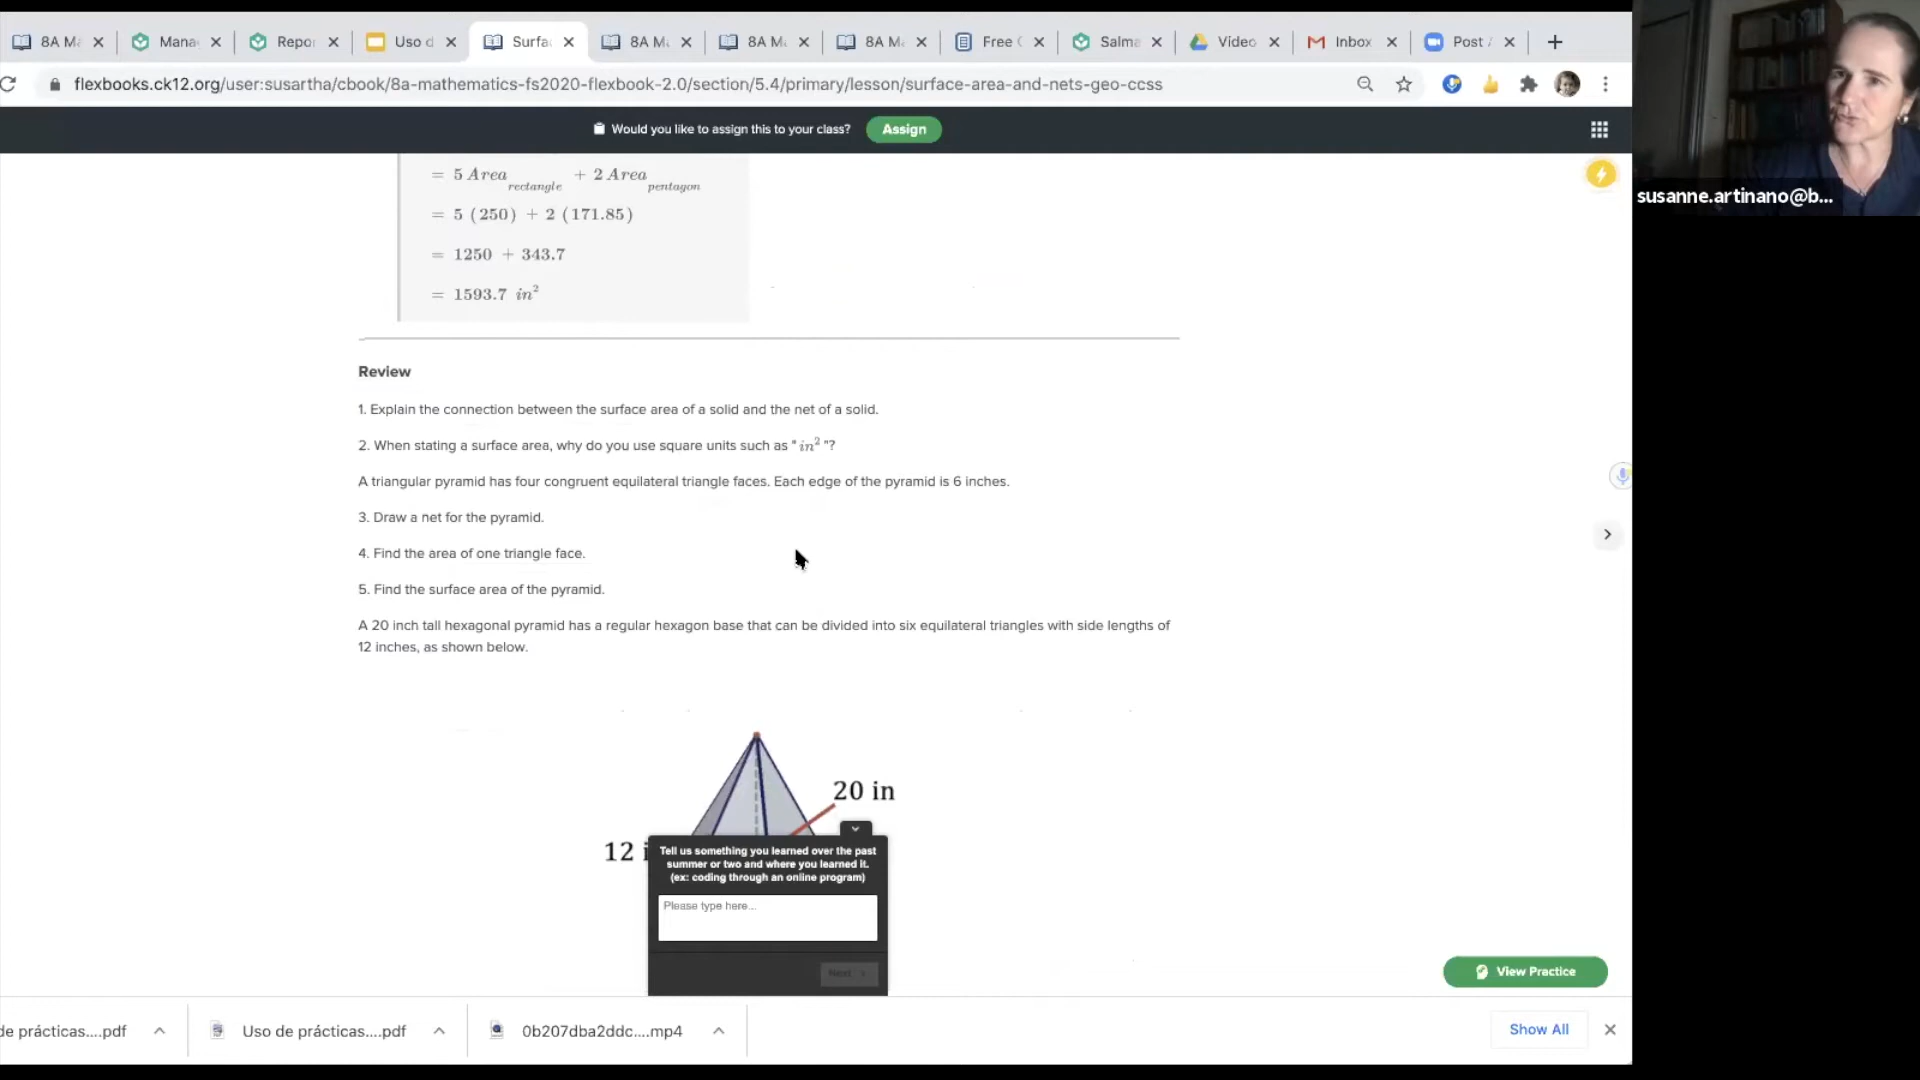 8A Ma
Mana
Repor
Uso d
Surfa
8A Ma
8A Ma
8A Ma
Free
Salma
Video
Inbox
Post /
flexbooks.ck12.org/user:susartha/cbook/8a-mathematics-fs2020-flexbook-2.0/section/5.4/primary/lesson/surface-area-and-nets-geo-ccss
susanne.artinano@b...
Would you like to assign this to your class? Assign
= 5 Area rectangle + 2 Area pentagon
= 5 (250) + 2 (171.85)
= 1250 + 343.7
= 1593.7 in²
Review
1. Explain the connection between the surface area of a solid and the net of a solid.
2. When stating a surface area, why do you use square units such as " in² "?
A triangular pyramid has four congruent equilateral triangle faces. Each edge of the pyramid is 6 inches.
3. Draw a net for the pyramid.
4. Find the area of one triangle face.
5. Find the surface area of the pyramid.
A 20 inch tall hexagonal pyramid has a regular hexagon base that can be divided into six equilateral triangles with side lengths of
12 inches, as shown below.
20 in
12 i
Tell us something you learned over the past
summer or two and where you learned it.
(ex: coding through an online program)
Please type here...
Next
View Practice
de prácticas....pdf
Uso de prácticas....pdf
0b207dba2ddc....mp4
Show All